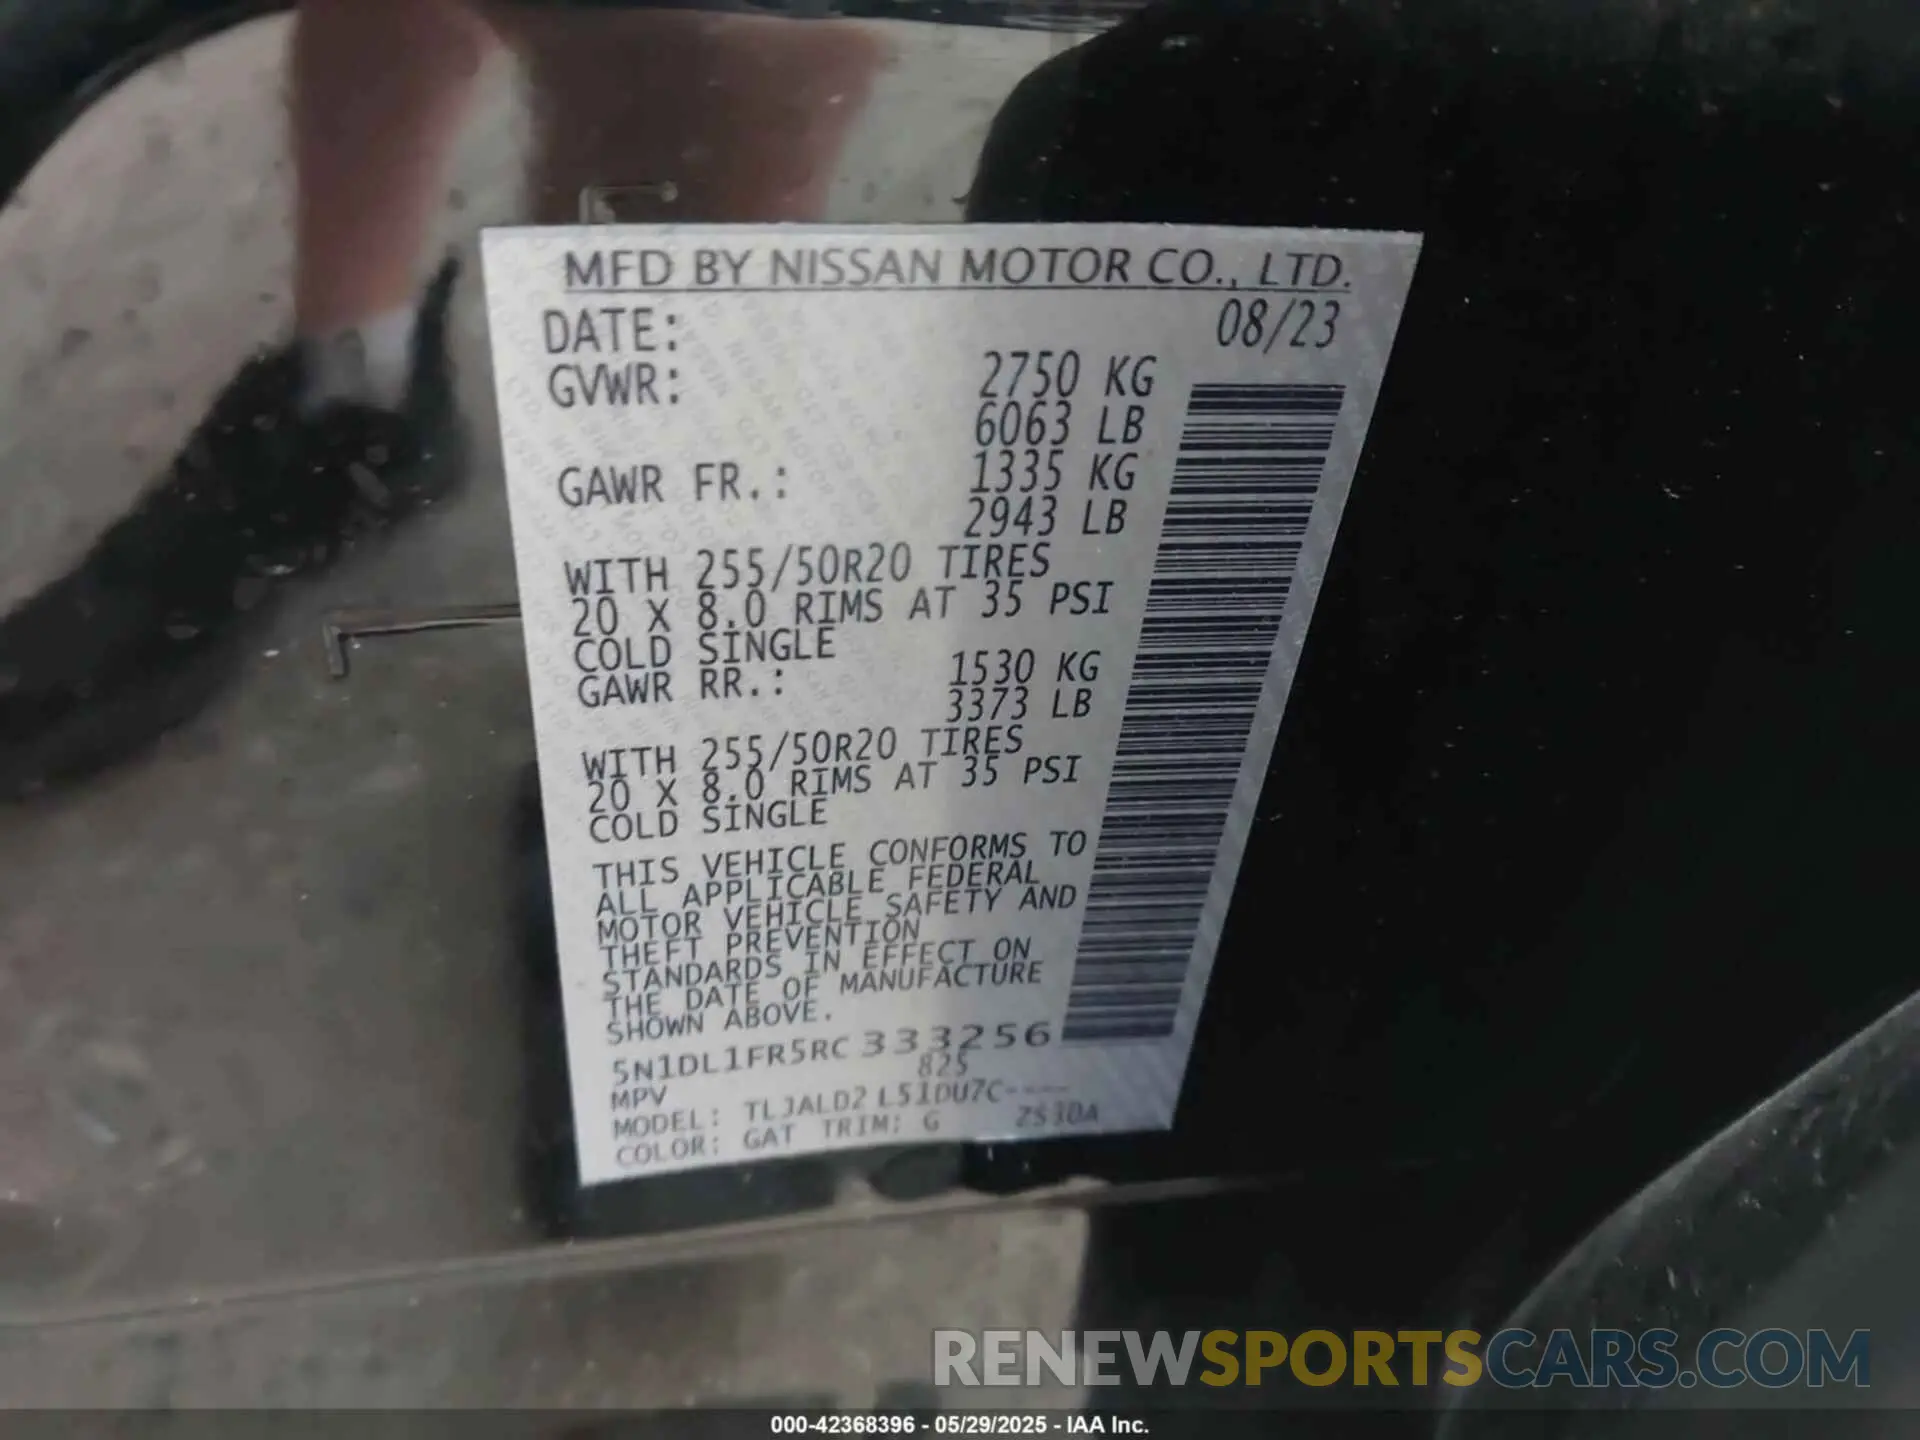 MFD BY NISSAN MOTOR CO., LTD.
DATE: 08/23
GVWR: 2750 KG
6063 LB
GAWR FR.: 1335 KG
2943 LB
WITH 255/50R20 TIRES
20 X 8.0 RIMS AT 35 PSI
COLD SINGLE
GAWR RR.: 1530 KG
3373 LB
WITH 255/50R20 TIRES
20 X 8.0 RIMS AT 35 PSI
COLD SINGLE
THIS VEHICLE CONFORMS TO
ALL APPLICABLE FEDERAL
MOTOR VEHICLE SAFETY AND
THEFT PREVENTION
STANDARDS IN EFFECT ON
THE DATE OF MANUFACTURE
SHOWN ABOVE.
5N1DL1FR5RC333256
MPV 825
MODEL: TLJALD2 L51DU7C----
COLOR: GAT TRIM: G
RENEWSPORTSCARS.COM
000-42368396 - 05/29/2025 - IAA Inc.